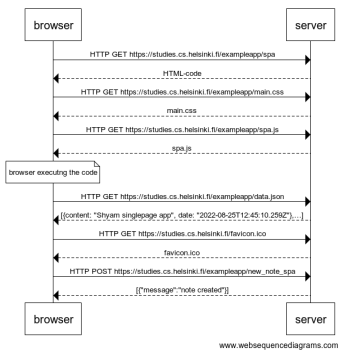 browser
server
HTTP GET https://studies.cs.helsinki.fi/exampleapp/spa
HTML-code
HTTP GET https://studies.cs.helsinki.fi/exampleapp/main.css
main.css
HTTP GET https://studies.cs.helsinki.fi/exampleapp/spa.js
spa.js
browser executng the code
HTTP GET https://studies.cs.helsinki.fi/exampleapp/data.json
[{content: "Shyam singlepage app", date: "2022-08-25T12:45:10.259Z"},...]
HTTP GET https://studies.cs.helsinki.fi/favicon.ico
favicon.ico
HTTP POST https://studies.cs.helsinki.fi/exampleapp/new_note_spa
[{"message":"note created"}]
browser
server
www.websequencediagrams.com